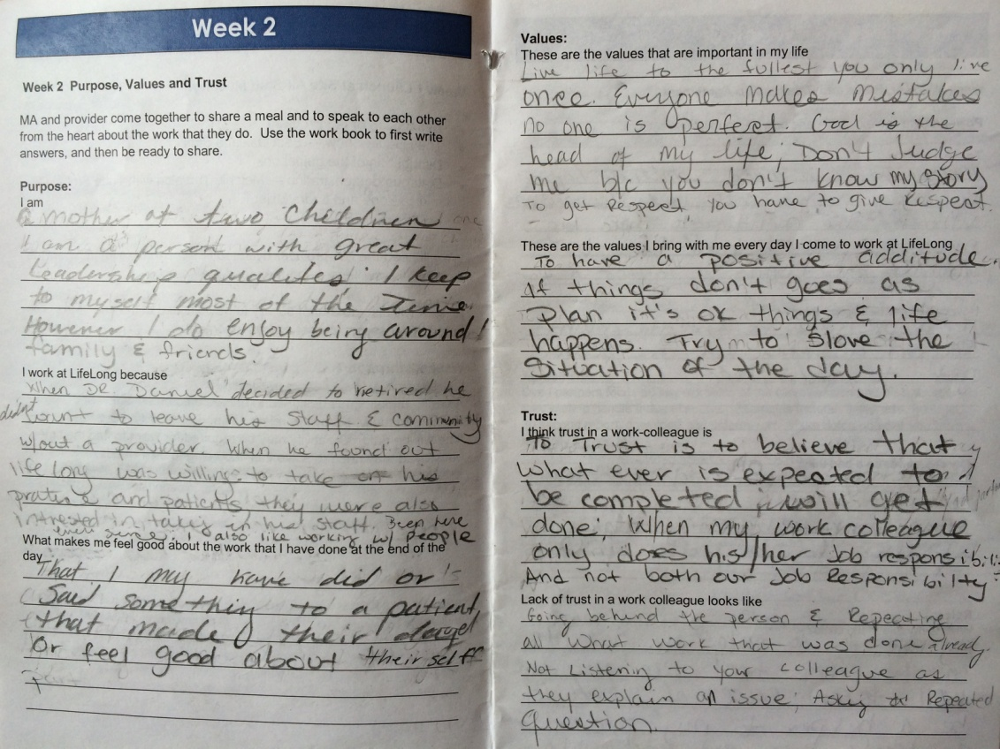 Week 2
Week 2 Purpose, Values and Trust
MA and provider come together to share a meal and to speak to each other
from the heart about the work that they do. Use the work book to first write
answers, and then be ready to share.
Purpose:
I am
a mother of two Children
I am a person with great
Leadership qualites I keep
to myself most of the time
However I do enjoy being around
family & friends.
I work at LifeLong because
When DR. Daniel decided to retired he
didn't want to leave his Staff & community
w/out a provider. When he found out
life long was willing to take on his
pratice and patients they were also
intrested in taking in his staff. Been here
every since. I also like working w/ people
What makes me feel good about the work that I have done at the end of the
day
That I my have did or
Said something to a patient,
that made their day
or feel good about their selff
Values:
These are the values that are important in my life
Live life to the fullest you only live
once. Everyone Makes Mistakes
no one is perfect. God is the
head of my life; Don't Judge
me b/c you don't know my Story
To get Respect, you have to give Respect.
These are the values I bring with me every day I come to work at LifeLong
To have a positive additude.
If things don't goes as
plan it's ok things & life
happens. Try to Slove the
Situation of the day.
Trust:
I think trust in a work-colleague is
To Trust is to believe that
what ever is expected to
be completed will get
done; When my work colleague
only does his/her Job responsibili
And not both our Job Responsibilty
Lack of trust in a work colleague looks like
Going behind the person & Repeating
all what work that was done already.
Not Listening to your colleague as
they explain an issue; Asking Repeated
Question.